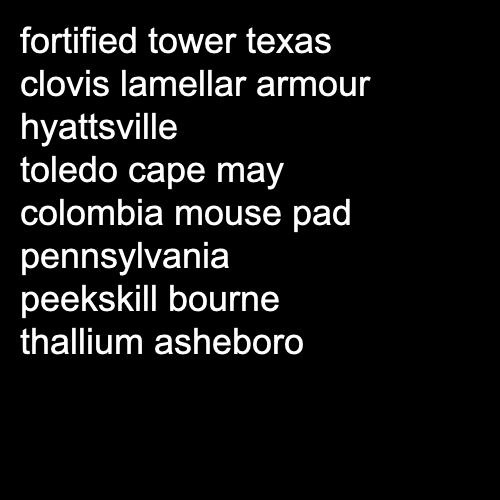 fortified tower texas
clovis lamellar armour
hyattsville
toledo cape may
colombia mouse pad
pennsylvania
peekskill bourne
thallium asheboro